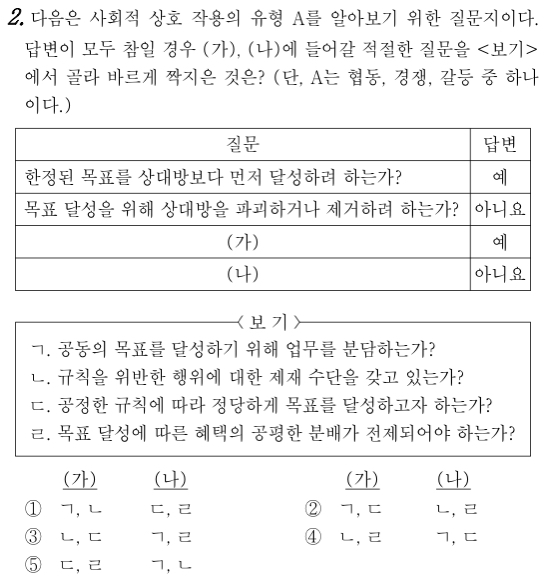 2. 다음은 사회적 상호 작용의 유형 A를 알아보기 위한 질문지이다.
답변이 모두 참일 경우 (가), (나)에 들어갈 적절한 질문을 <보기>
에서 골라 바르게 짝지은 것은? (단, A는 협동, 경쟁, 갈등 중 하나
이다.)
질문 답변
한정된 목표를 상대방보다 먼저 달성하려 하는가? 예
목표 달성을 위해 상대방을 파괴하거나 제거하려 하는가? 아니요
(가) 예
(나) 아니요
<보 기>
ㄱ. 공동의 목표를 달성하기 위해 업무를 분담하는가?
ㄴ. 규칙을 위반한 행위에 대한 제재 수단을 갖고 있는가?
ㄷ. 공정한 규칙에 따라 정당하게 목표를 달성하고자 하는가?
ㄹ. 목표 달성에 따른 혜택의 공평한 분배가 전제되어야 하는가?
(가) (나) (가) (나)
① ㄱ, ㄴ ㄷ, ㄹ ② ㄱ, ㄷ ㄴ, ㄹ
③ ㄴ, ㄷ ㄱ, ㄹ ④ ㄴ, ㄹ ㄱ, ㄷ
⑤ ㄷ, ㄹ ㄱ, ㄴ